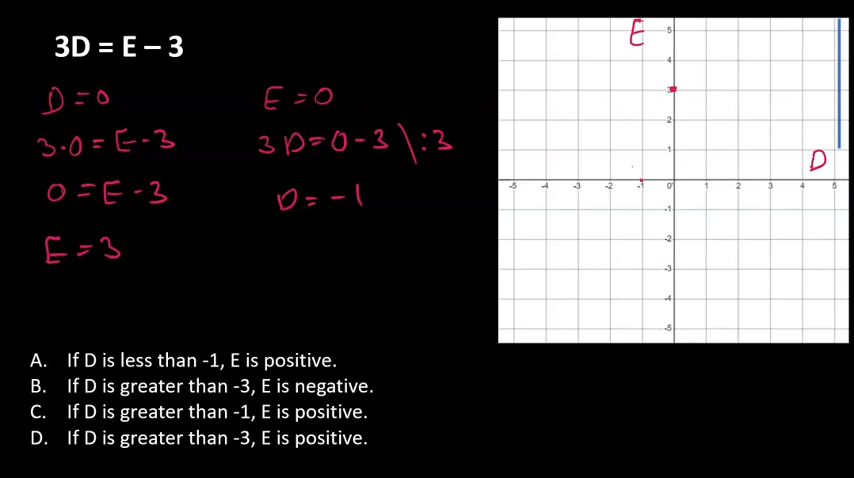 3D = E – 3
D = 0
3·0 = E - 3
0 = E - 3
E = 3
E = 0
3D = 0 - 3 \ :3
D = -1
E
D
5
4
3
2
1
-5 -4 -3 -2 -1 0 1 2 3 4 5
-1
-2
-3
-4
-5
A. If D is less than -1, E is positive.
B. If D is greater than -3, E is negative.
C. If D is greater than -1, E is positive.
D. If D is greater than -3, E is positive.